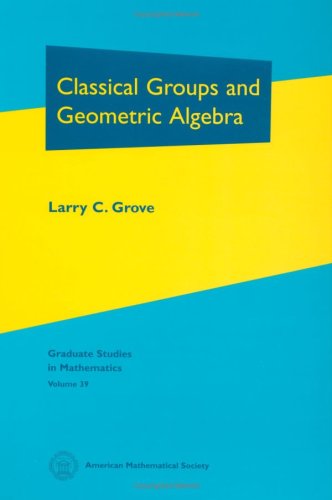 Classical Groups and
Geometric Algebra
Larry C. Grove
Graduate Studies
in Mathematics
Volume 39
American Mathematical Society